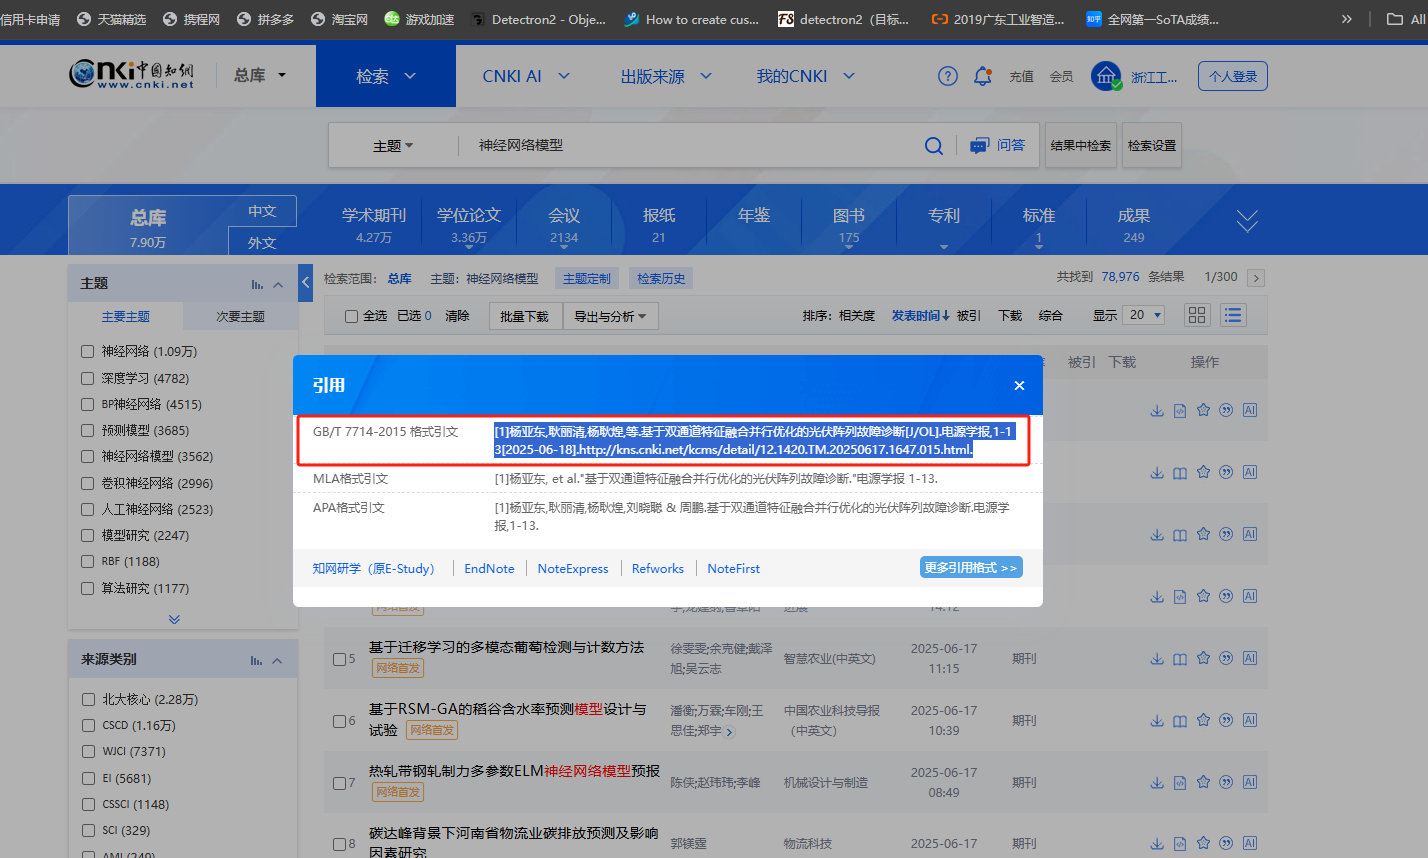 信用卡申请 天猫精选 携程网 拼多多 淘宝网 游戏加速 Detectron2 - Obje... How to create cus... detectron2（目标... 2019广东工业智造... 全网第一SoTA成绩... » All
cnki中国知网 www.cnki.net 总库 检索 CNKI AI 出版来源 我的CNKI 充值 会员 浙江工... 个人登录
主题 神经网络模型 问答 结果中检索 检索设置
总库 中文 学术期刊 学位论文 会议 报纸 年鉴 图书 专利 标准 成果
7.90万 外文 4.27万 3.36万 2134 21 175 1 249
主题
主要主题 次要主题
神经网络 (1.09万)
深度学习 (4782)
BP神经网络 (4515)
预测模型 (3685)
神经网络模型 (3562)
卷积神经网络 (2996)
人工神经网络 (2523)
模型研究 (2247)
RBF (1188)
算法研究 (1177)
来源类别
北大核心 (2.28万)
CSCD (1.16万)
WJCI (7371)
EI (5681)
CSSCI (1148)
SCI (329)
AMI (249)
检索范围： 总库 主题：神经网络模型 主题定制 检索历史 共找到 78,976 条结果 1/300 >
全选 已选 0 清除 批量下载 导出与分析 排序： 相关度 发表时间↓ 被引 下载 综合 显示 20
被引 下载 操作
引用 ×
GB/T 7714-2015 格式引文 [1]杨亚东,耿丽清,杨耿煌,等.基于双通道特征融合并行优化的光伏阵列故障诊断[J/OL].电源学报,1-1
3[2025-06-18].http://kns.cnki.net/kcms/detail/12.1420.TM.20250617.1647.015.html.
MLA格式引文 [1]杨亚东, et al."基于双通道特征融合并行优化的光伏阵列故障诊断."电源学报 1-13.
APA格式引文 [1]杨亚东,耿丽清,杨耿煌,刘晓聪 & 周鹏.基于双通道特征融合并行优化的光伏阵列故障诊断.电源学
报,1-13.
知网研学（原E-Study） EndNote NoteExpress Refworks NoteFirst 更多引用格式 >>
网络首发 14:12
5 基于迁移学习的多模态葡萄检测与计数方法 徐雯雯;余克健;戴泽 智慧农业(中英文) 2025-06-17 期刊
网络首发 旭;吴云志 11:15
6 基于RSM-GA的稻谷含水率预测模型设计与 潘衡;万霖;车刚;王 中国农业科技导报 2025-06-17 期刊
试验 网络首发 思佳;郑宇 （中英文） 10:39
7 热轧带钢轧制力多参数ELM神经网络模型预报 陈侠;赵玮玮;李峰 机械设计与制造 2025-06-17 期刊
网络首发 08:49
8 碳达峰背景下河南省物流业碳排放预测及影响 郭镁霆 物流科技 2025-06-17 期刊
因素研究